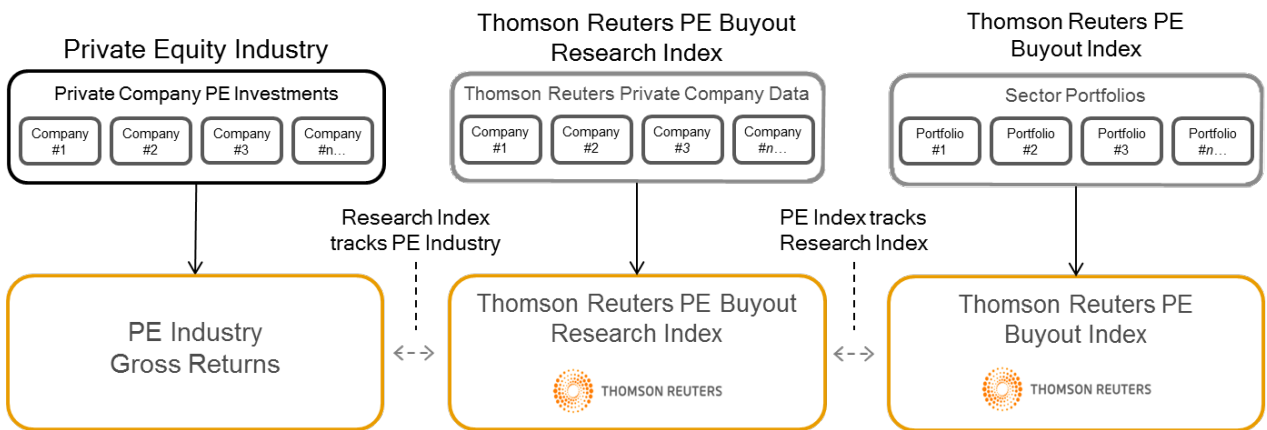 Private Equity Industry
Private Company PE Investments
Company
#1
Company
#2
Company
#3
Company
#n...
Thomson Reuters PE Buyout
Research Index
Thomson Reuters Private Company Data
Company
#1
Company
#2
Company
#3
Company
#n...
Thomson Reuters PE
Buyout Index
Sector Portfolios
Portfolio
#1
Portfolio
#2
Portfolio
#3
Portfolio
#n...
Research Index
tracks PE Industry
PE Index tracks
Research Index
PE Industry
Gross Returns
Thomson Reuters PE Buyout
Research Index
THOMSON REUTERS
Thomson Reuters PE
Buyout Index
THOMSON REUTERS